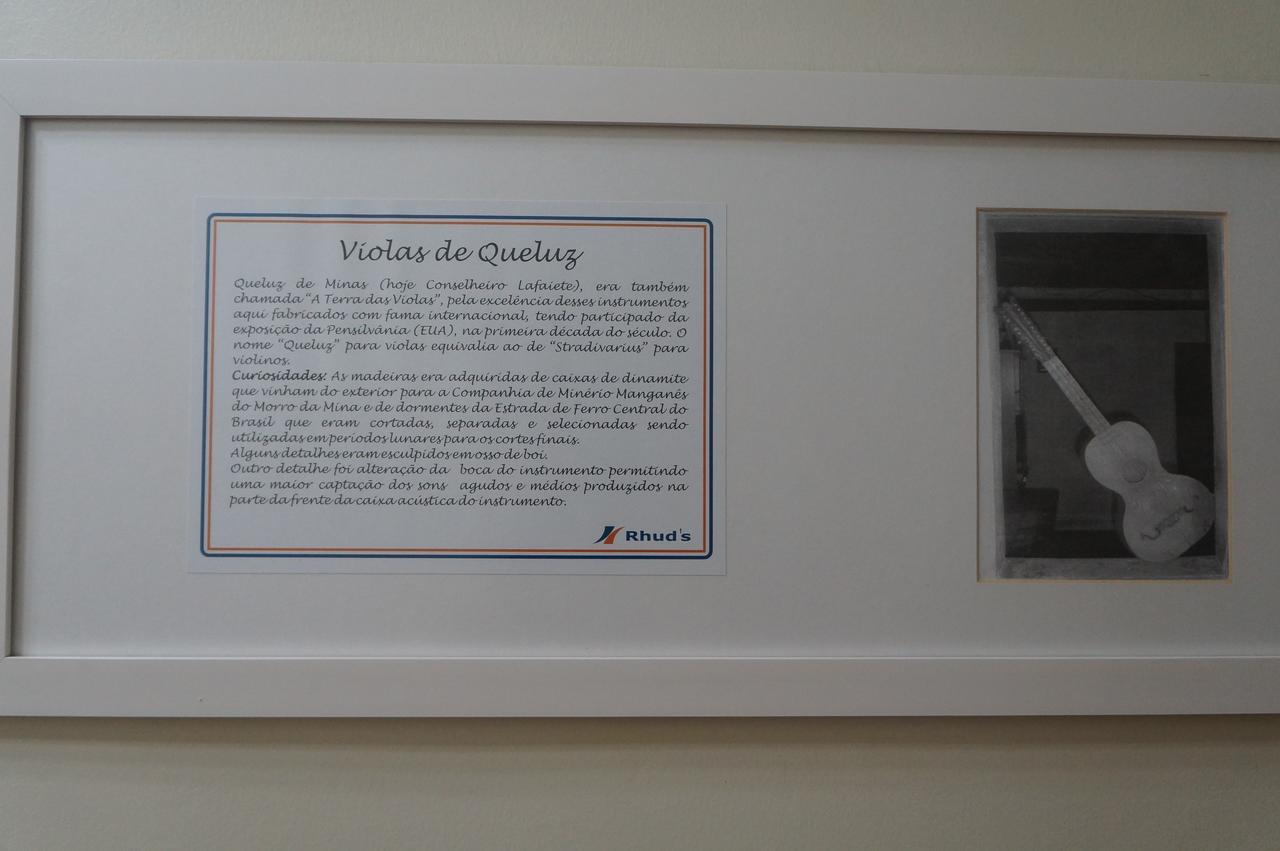 Violas de Queluz
Queluz de Minas (hoje Conselheiro Lafaiete), era também
chamada "A Terra das Violas", pela excelência desses instrumentos
aqui fabricados com fama internacional, tendo participado da
exposição da Pensilvânia (EUA), na primeira década do século. O
nome "Queluz" para violas equivalia ao de "Stradivarius" para
violinos.
Curiosidades: As madeiras era adquiridas de caixas de dinamite
que vinham do exterior para a Companhia de Minério Manganês
do Morro da Mina e de dormentes da Estrada de Ferro Central do
Brasil que eram cortadas, separadas e selecionadas sendo
utilizadas em períodos lunares para os cortes finais.
Alguns detalhes eram esculpidos em osso de boi.
Outro detalhe foi alteração da boca do instrumento permitindo
uma maior captação dos sons agudos e médios produzidos na
parte da frente da caixa acústica do instrumento.
Rhud's